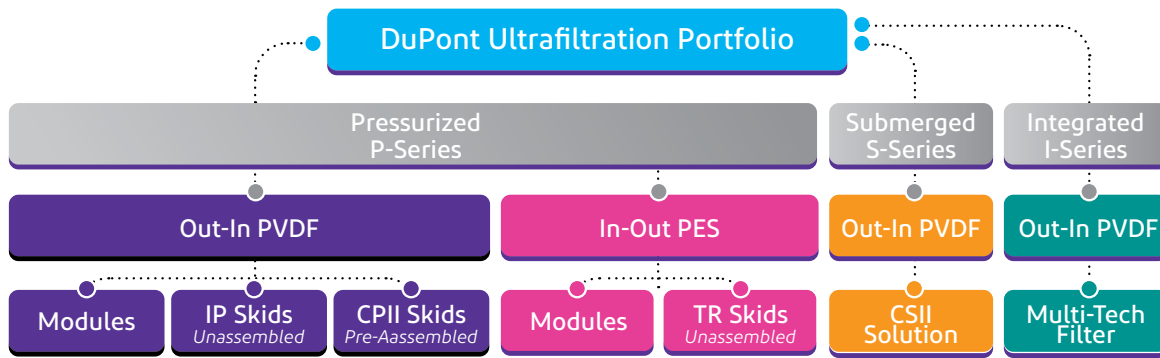 DuPont Ultrafiltration Portfolio
Pressurized
P-Series
Submerged
S-Series
Integrated
I-Series
Out-In PVDF
In-Out PES
Out-In PVDF
Out-In PVDF
Modules
IP Skids
Unassembled
CPII Skids
Pre-Aassembled
Modules
TR Skids
Unassembled
CSII
Solution
Multi-Tech
Filter